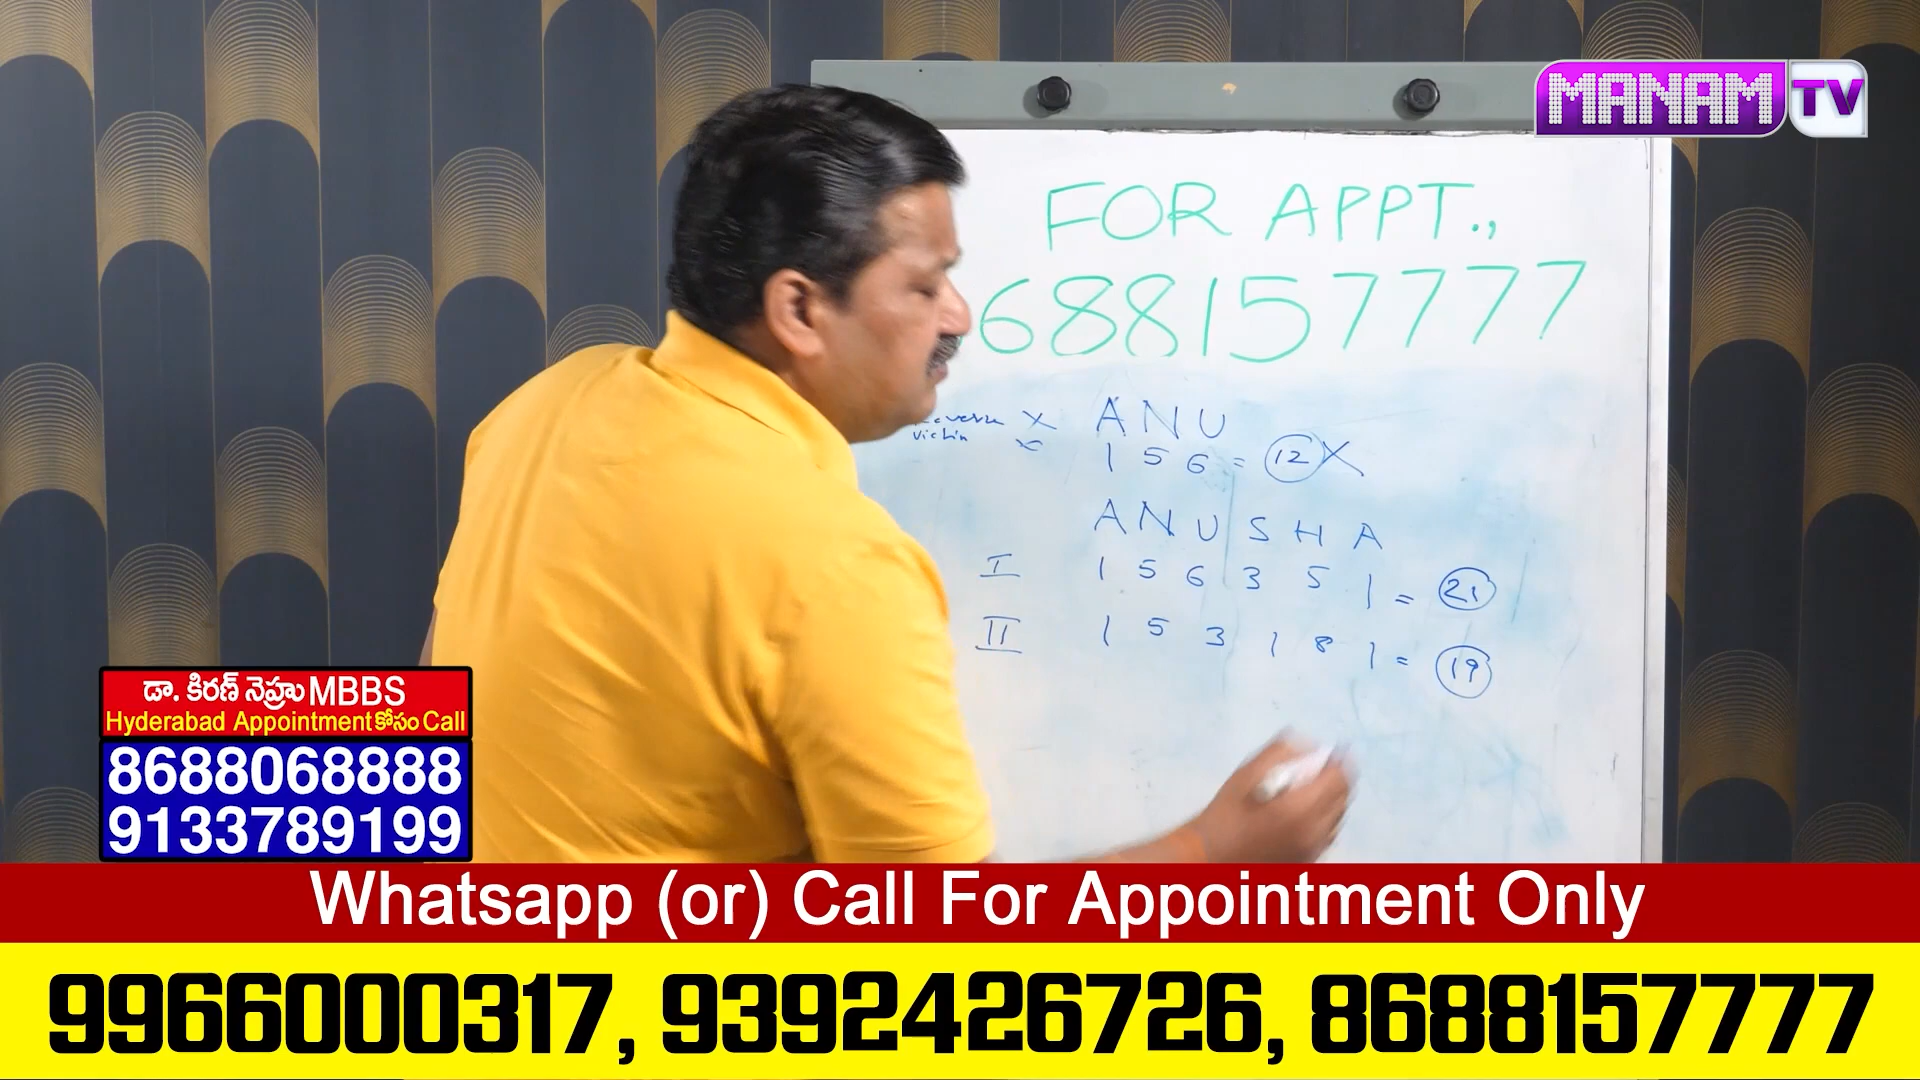 MANAM TV
FOR APPT.,
688157777
X ANU
1 5 6 = 12 X
ANUSHA
I 1 5 6 3 5 1 = 21
II 1 5 3 1 8 1 = 19
డా. కిరణ్ నెహ్రు MBBS
Hyderabad Appointment కోసం Call
8688068888
9133789199
Whatsapp (or) Call For Appointment Only
9966000317, 9392426726, 8688157777